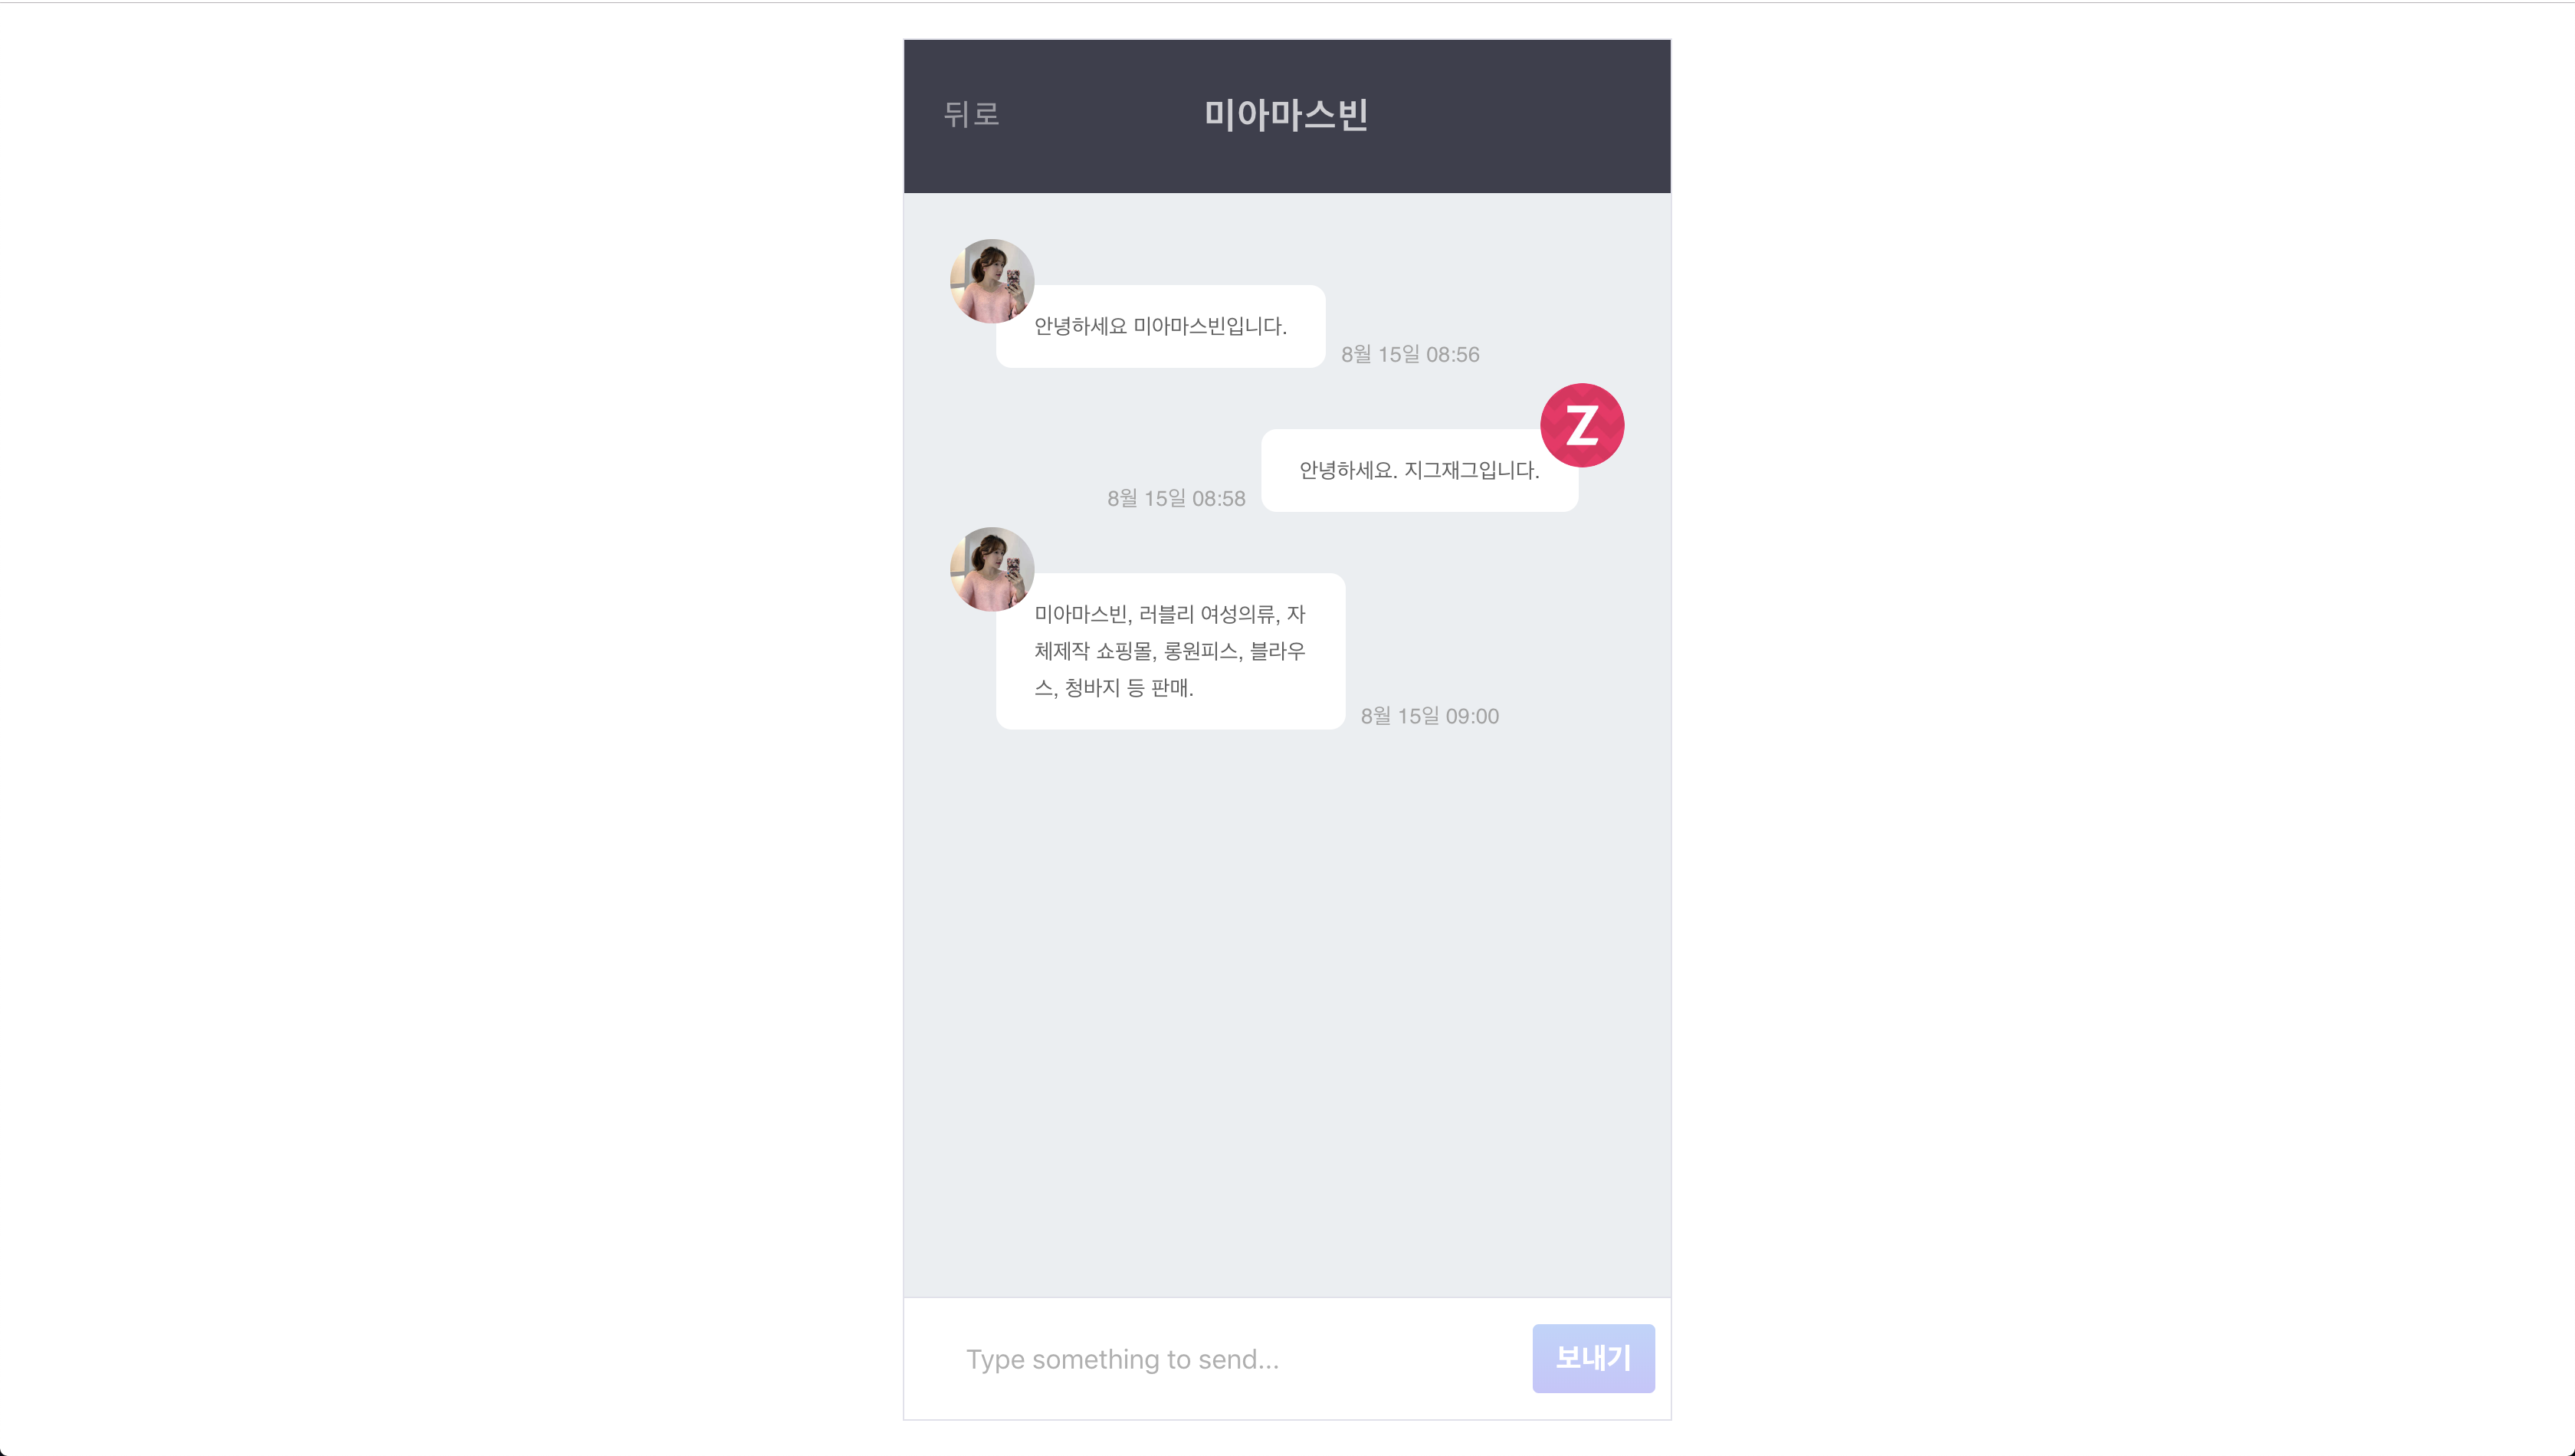 뒤로
미아마스빈
안녕하세요 미아마스빈입니다.
8월 15일 08:56
Z
안녕하세요. 지그재그입니다.
8월 15일 08:58
미아마스빈, 러블리 여성의류, 자
체제작 쇼핑몰, 롱원피스, 블라우
스, 청바지 등 판매.
8월 15일 09:00
Type something to send...
보내기